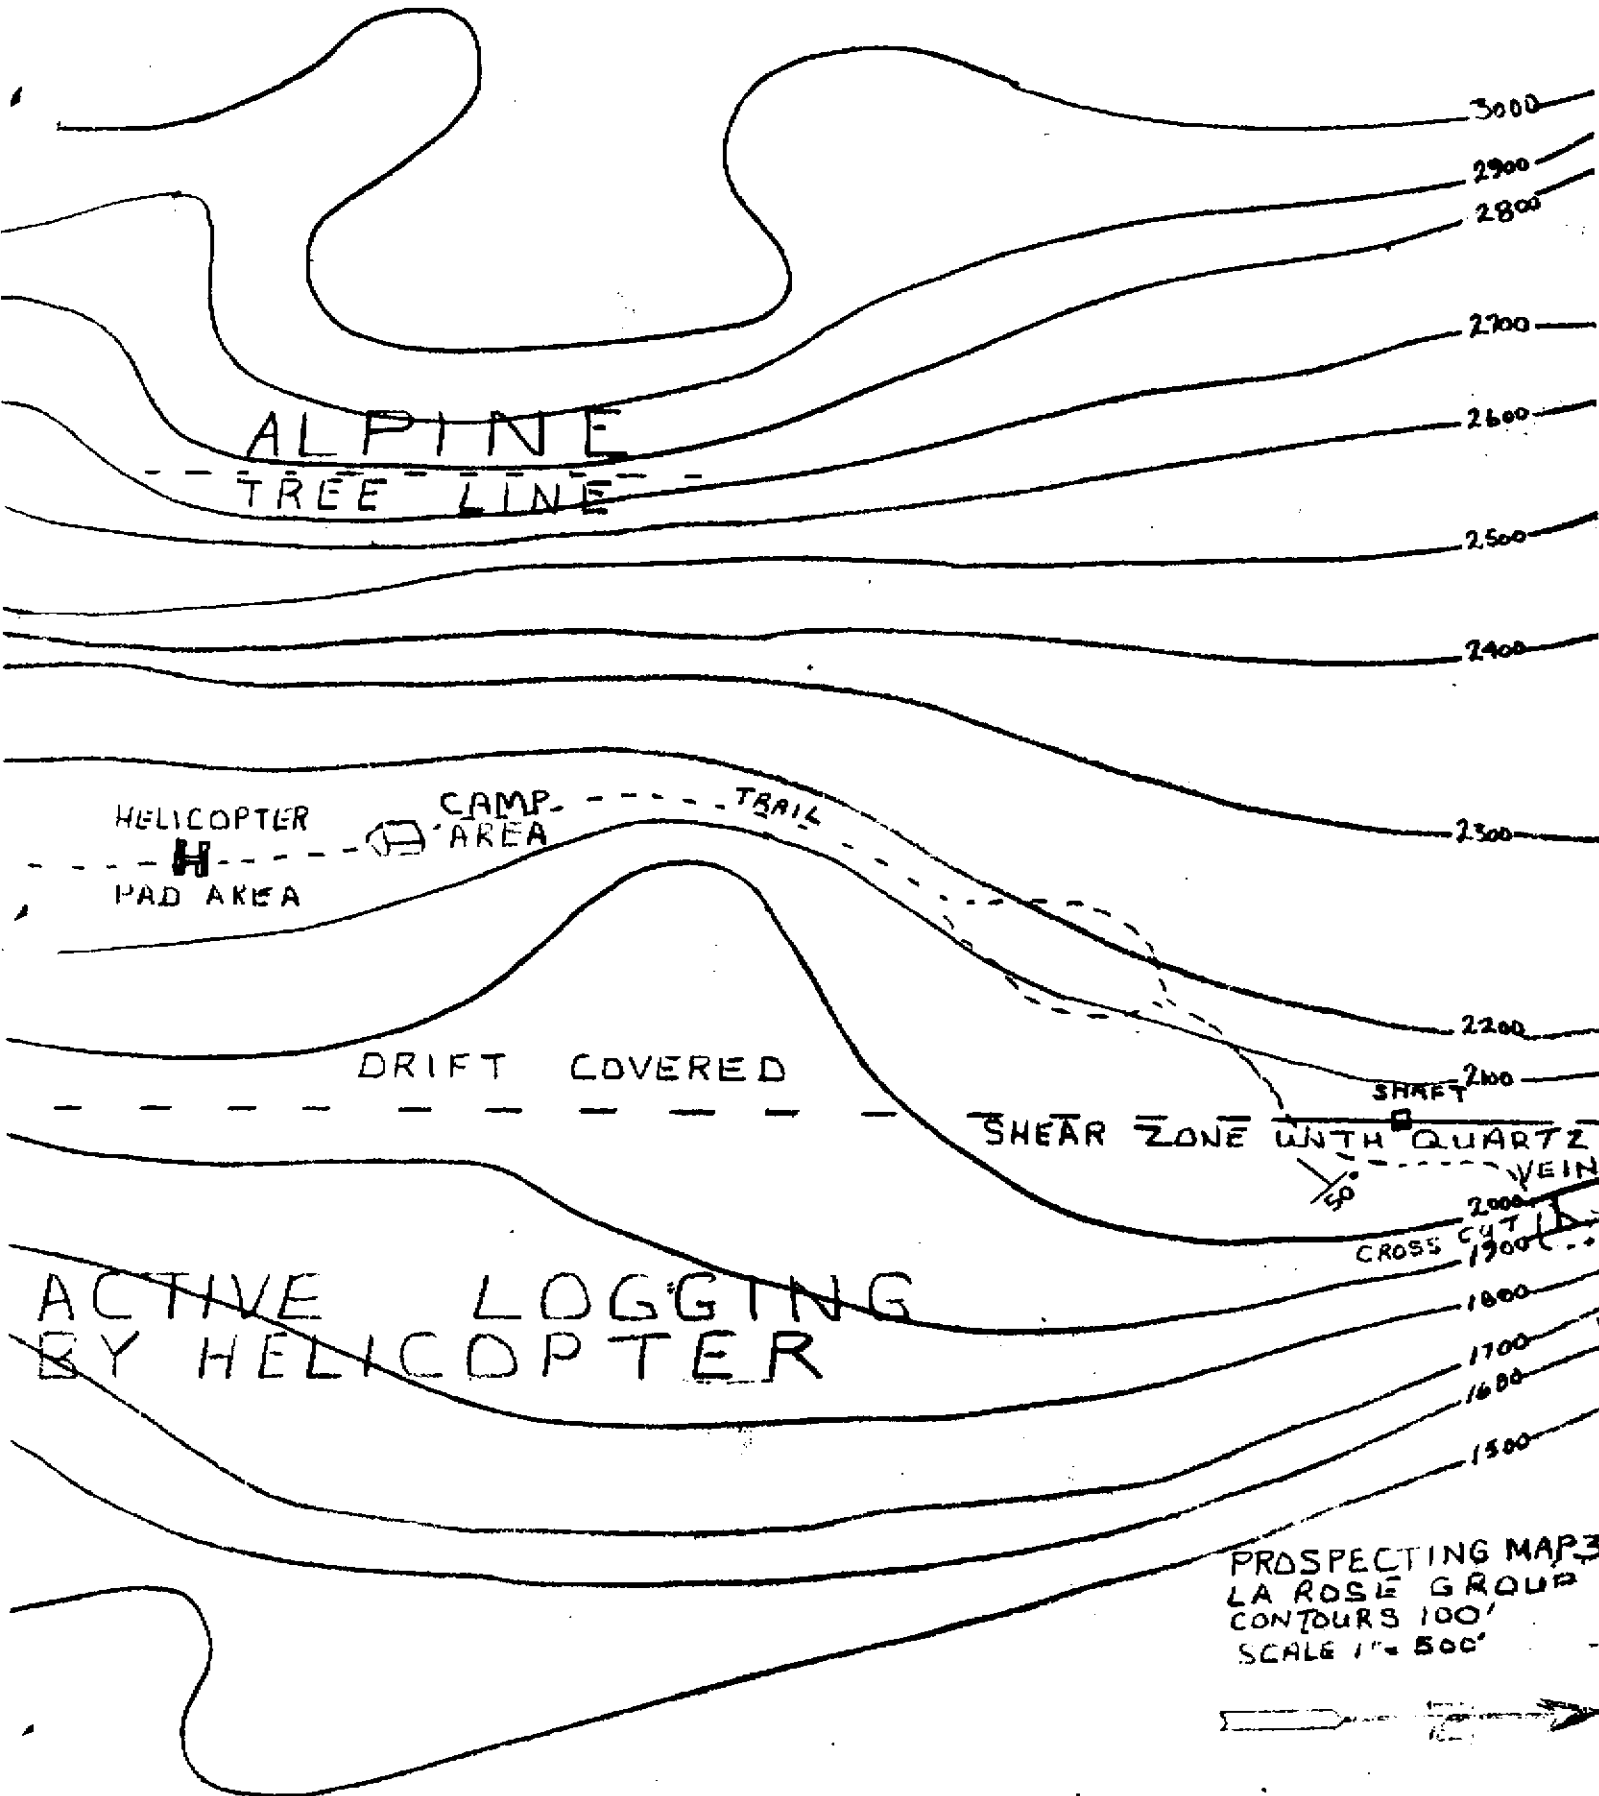 3000
2900
2800
2700
2600
ALPINE
TREE LINE
2500
2400
2300
HELICOPTER
H
PAD AREA
CAMP
AREA
TRAIL
2200
2100
DRIFT COVERED
SHAFT
SHEAR ZONE WITH QUARTZ
VEIN
50°
2000
CROSS CUT
1900
1800
1700
1600
1500
ACTIVE LOGGING
BY HELICOPTER
PROSPECTING MAP 3
LA ROSE GROUP
CONTOURS 100'
SCALE 1" = 500'